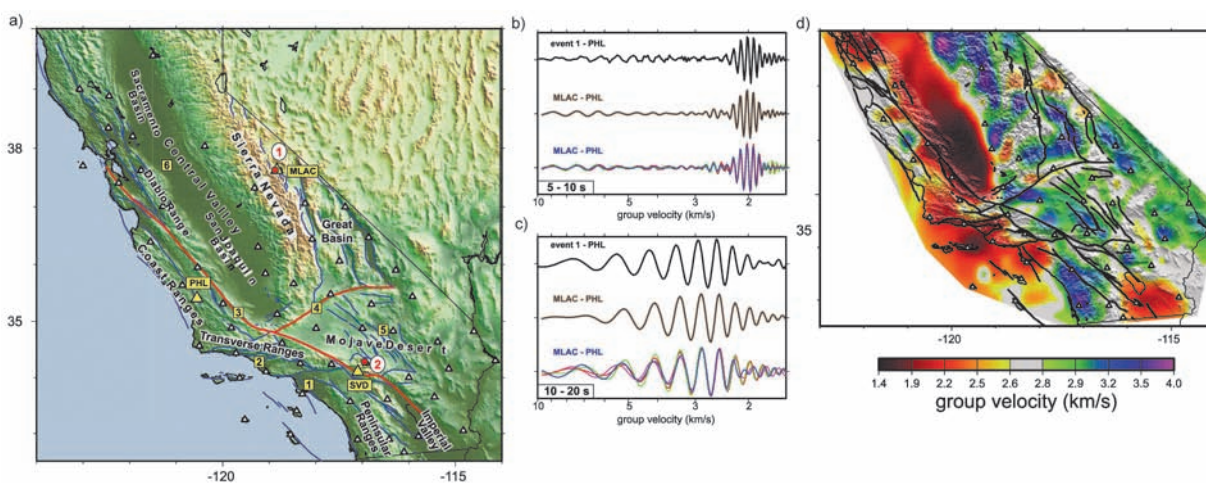 a)
38
35
-120
-115
Sacramento Central Valley
Basin
San Joaquin
Basin
Sierra Nevada
1
MLAC
6
Diablo Range
Great
Basin
PHL
Coast Ranges
3
4
5
Mojave Desert
Transverse Ranges
2
2
SVD
1
Peninsular
Ranges
Imperial
Valley
b)
event 1 - PHL
MLAC - PHL
MLAC - PHL
5 - 10 s
10 5 3 2
group velocity (km/s)
c)
event 1 - PHL
MLAC - PHL
MLAC - PHL
10 - 20 s
10 5 3 2
group velocity (km/s)
d)
35
-120
-115
1.4 1.9 2.2 2.5 2.6 2.8 2.9 3.2 3.5 4.0
group velocity (km/s)